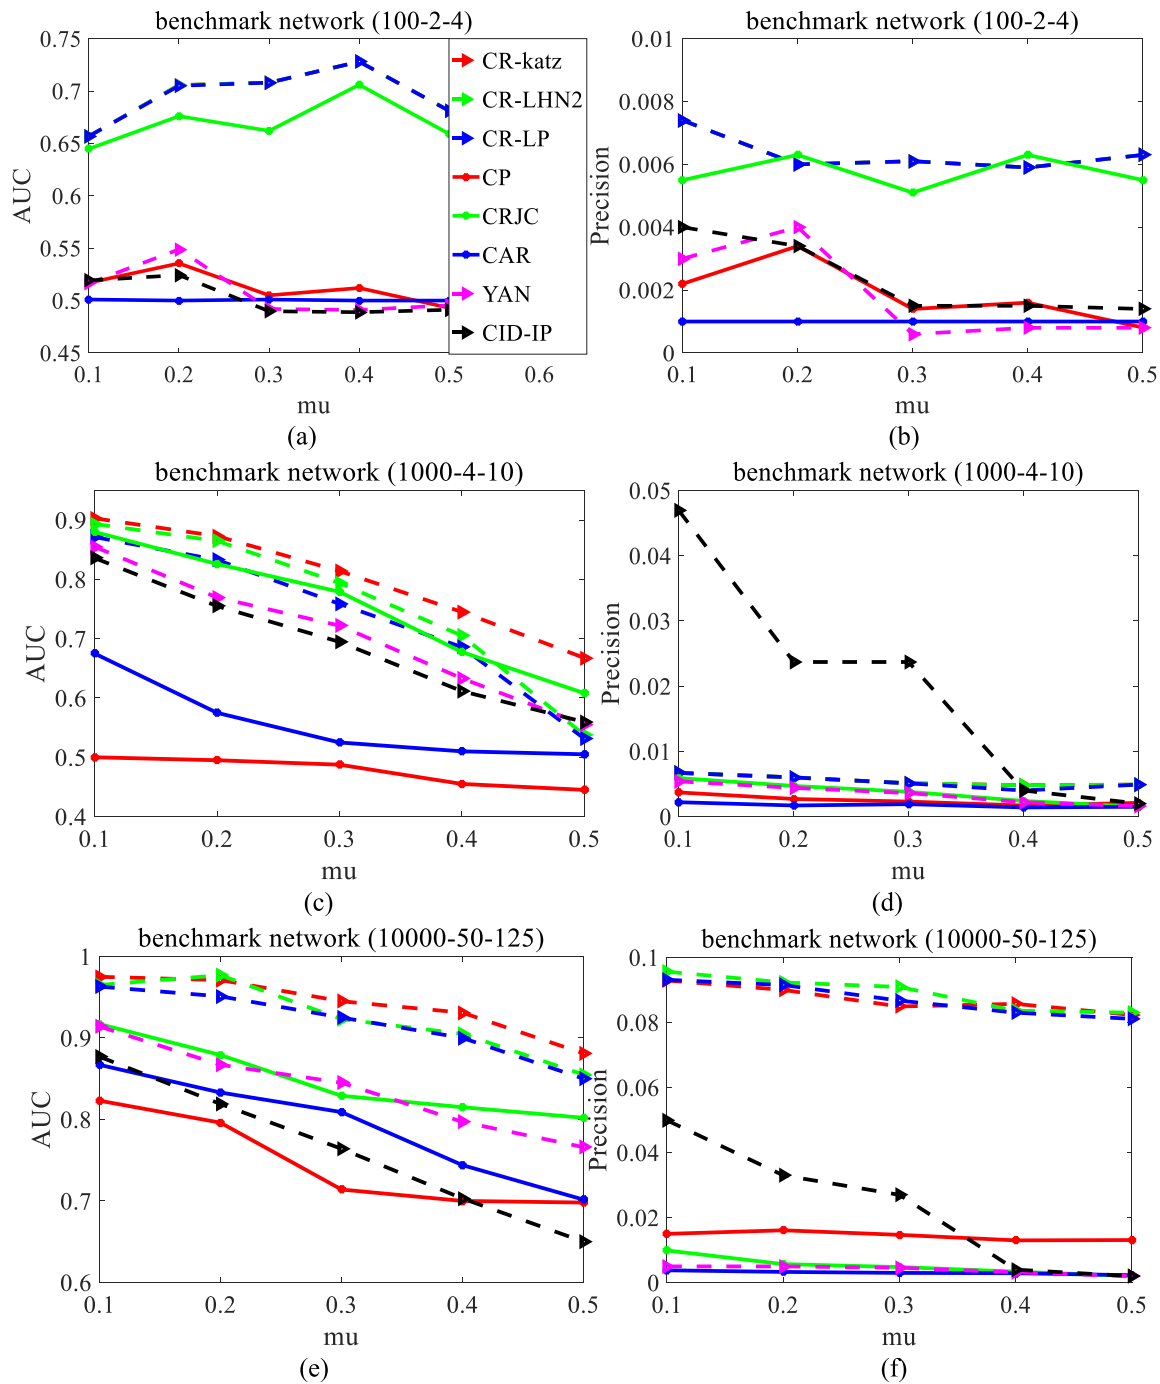 benchmark network (100-2-4)
0.75
0.7
0.65
0.6
0.55
0.5
0.45
AUC
0.1 0.2 0.3 0.4 0.5 0.6
mu
(a)
CR-katz
CR-LHN2
CR-LP
CP
CRJC
CAR
YAN
CID-IP
benchmark network (100-2-4)
0.01
0.008
0.006
0.004
0.002
0
Precision
0.1 0.2 0.3 0.4 0.5
mu
(b)
benchmark network (1000-4-10)
0.9
0.8
0.7
0.6
0.5
0.4
AUC
0.1 0.2 0.3 0.4 0.5
mu
(c)
benchmark network (1000-4-10)
0.05
0.04
0.03
0.02
0.01
0
Precision
0.1 0.2 0.3 0.4 0.5
mu
(d)
benchmark network (10000-50-125)
1
0.9
0.8
0.7
0.6
AUC
0.1 0.2 0.3 0.4 0.5
mu
(e)
benchmark network (10000-50-125)
0.1
0.08
0.06
0.04
0.02
0
Precision
0.1 0.2 0.3 0.4 0.5
mu
(f)